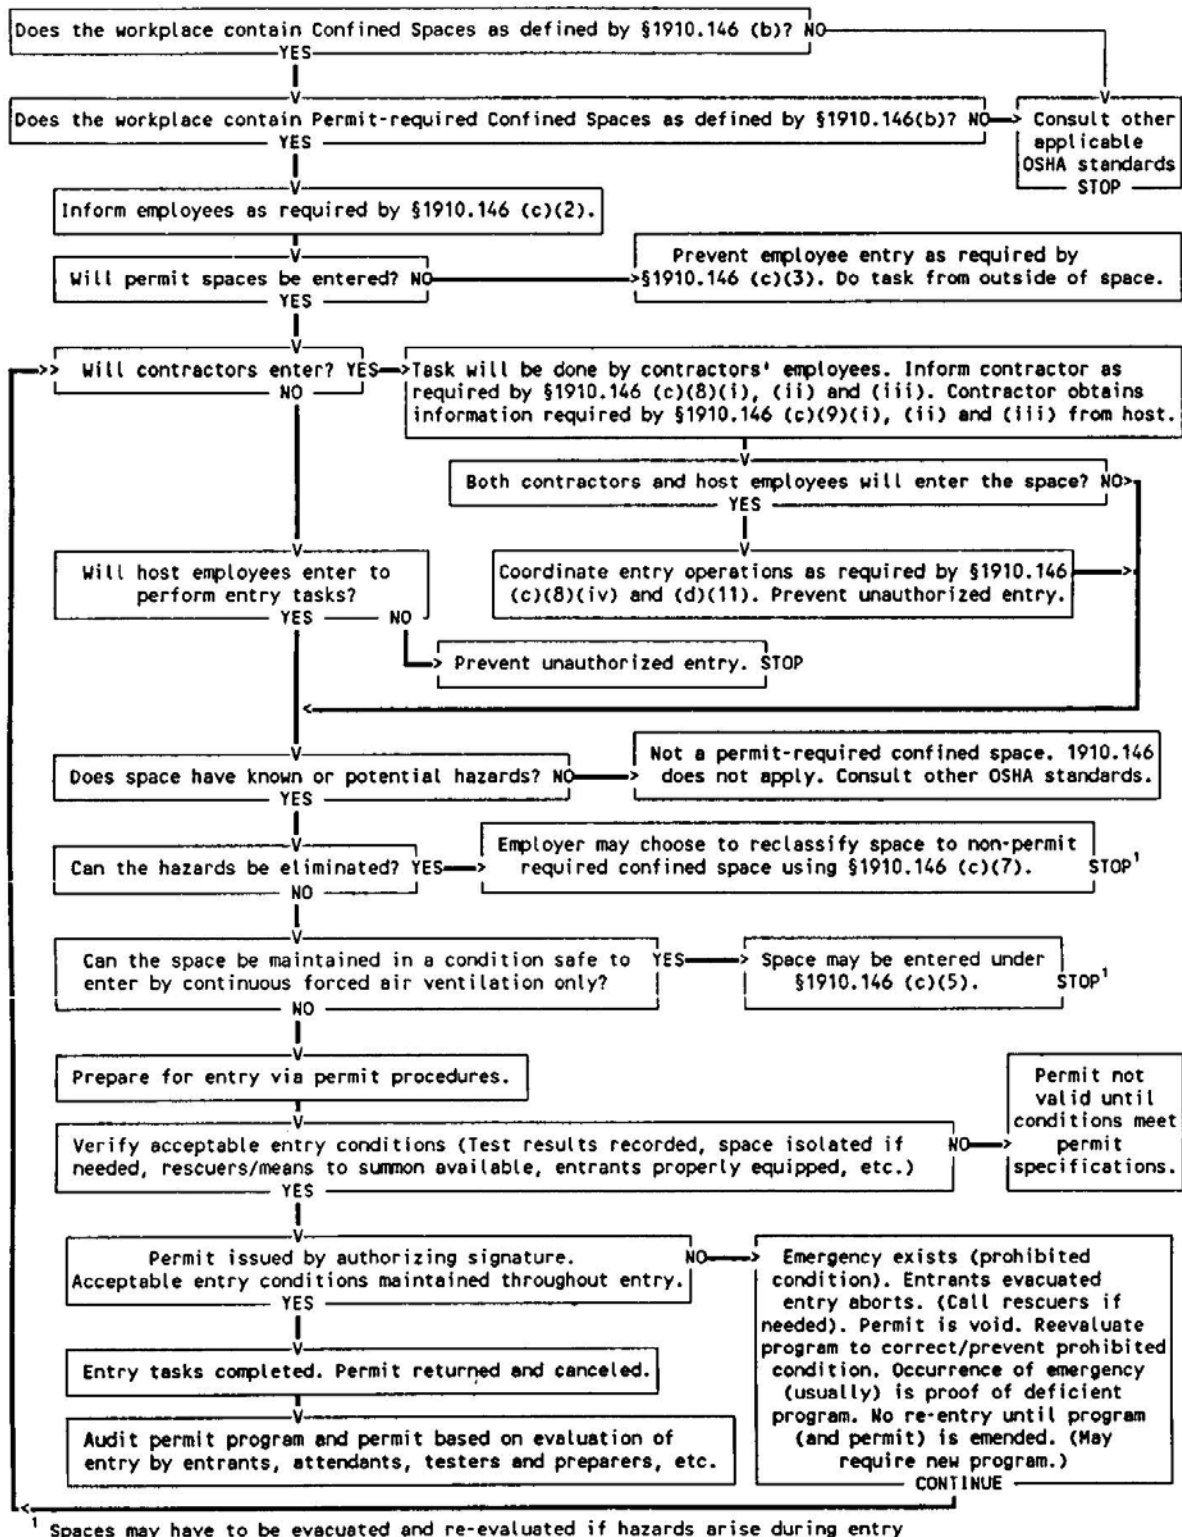 Does the workplace contain Confined Spaces as defined by §1910.146 (b)? NO
YES
Does the workplace contain Permit-required Confined Spaces as defined by §1910.146(b)? NO
YES
Consult other
applicable
OSHA standards
STOP
Inform employees as required by §1910.146 (c)(2).
Will permit spaces be entered? NO
YES
Prevent employee entry as required by
§1910.146 (c)(3). Do task from outside of space.
Will contractors enter? YES
NO
Task will be done by contractors' employees. Inform contractor as
required by §1910.146 (c)(8)(i), (ii) and (iii). Contractor obtains
information required by §1910.146 (c)(9)(i), (ii) and (iii) from host.
Both contractors and host employees will enter the space? NO
YES
Will host employees enter to
perform entry tasks?
YES NO
Coordinate entry operations as required by §1910.146
(c)(8)(iv) and (d)(11). Prevent unauthorized entry.
Prevent unauthorized entry. STOP
Does space have known or potential hazards? NO
YES
Not a permit-required confined space. 1910.146
does not apply. Consult other OSHA standards.
Can the hazards be eliminated? YES
NO
Employer may choose to reclassify space to non-permit
required confined space using §1910.146 (c)(7). STOP¹
Can the space be maintained in a condition safe to YES
enter by continuous forced air ventilation only?
NO
Space may be entered under
§1910.146 (c)(5). STOP¹
Prepare for entry via permit procedures.
Verify acceptable entry conditions (Test results recorded, space isolated if NO
needed, rescuers/means to summon available, entrants properly equipped, etc.)
YES
Permit not
valid until
conditions meet
permit
specifications.
Permit issued by authorizing signature. NO
Acceptable entry conditions maintained throughout entry.
YES
Emergency exists (prohibited
condition). Entrants evacuated
entry aborts. (Call rescuers if
needed). Permit is void. Reevaluate
program to correct/prevent prohibited
condition. Occurrence of emergency
(usually) is proof of deficient
program. No re-entry until program
(and permit) is emended. (May
require new program.)
CONTINUE
Entry tasks completed. Permit returned and canceled.
Audit permit program and permit based on evaluation of
entry by entrants, attendants, testers and preparers, etc.
¹ Spaces may have to be evacuated and re-evaluated if hazards arise during entry